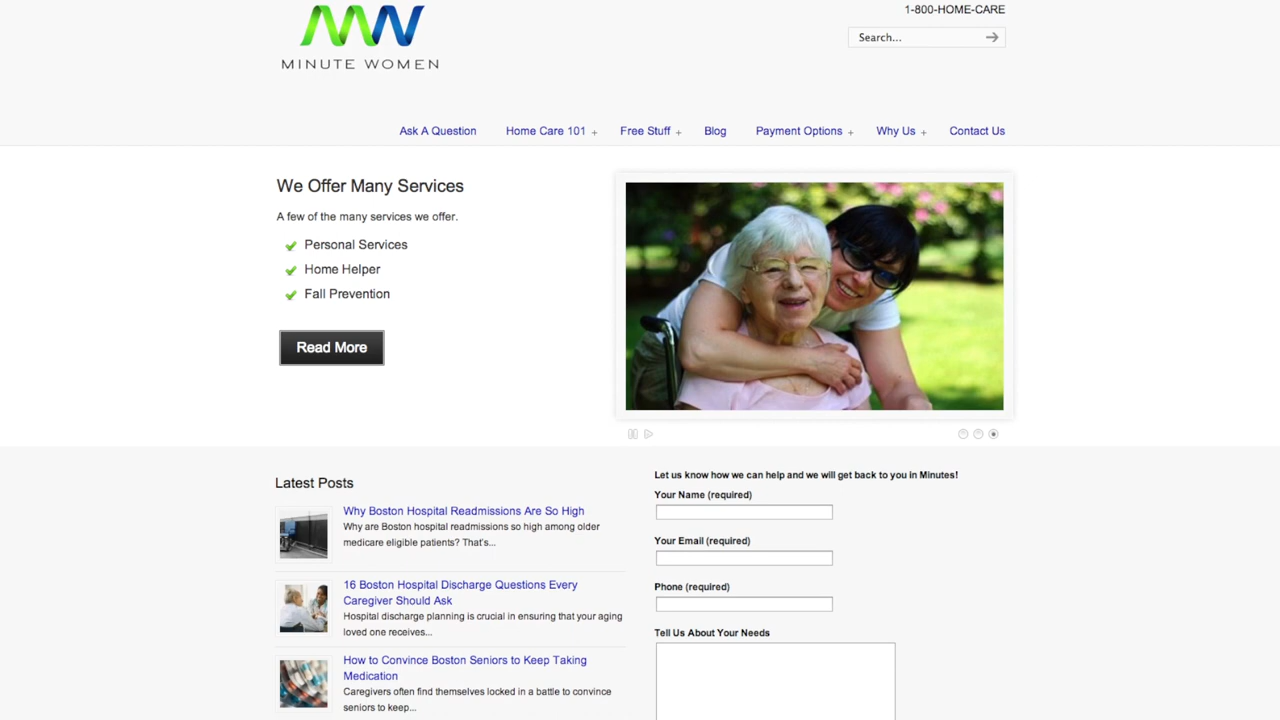 1-800-HOME-CARE
MW
MINUTE WOMEN
Search...
Ask A Question Home Care 101 + Free Stuff + Blog Payment Options + Why Us + Contact Us
We Offer Many Services
A few of the many services we offer.
Personal Services
Home Helper
Fall Prevention
Read More
Latest Posts
Why Boston Hospital Readmissions Are So High
Why are Boston hospital readmissions so high among older
medicare eligible patients? That's...
16 Boston Hospital Discharge Questions Every
Caregiver Should Ask
Hospital discharge planning is crucial in ensuring that your aging
loved one receives...
How to Convince Boston Seniors to Keep Taking
Medication
Caregivers often find themselves locked in a battle to convince
seniors to keep...
Let us know how we can help and we will get back to you in Minutes!
Your Name (required)
Your Email (required)
Phone (required)
Tell Us About Your Needs